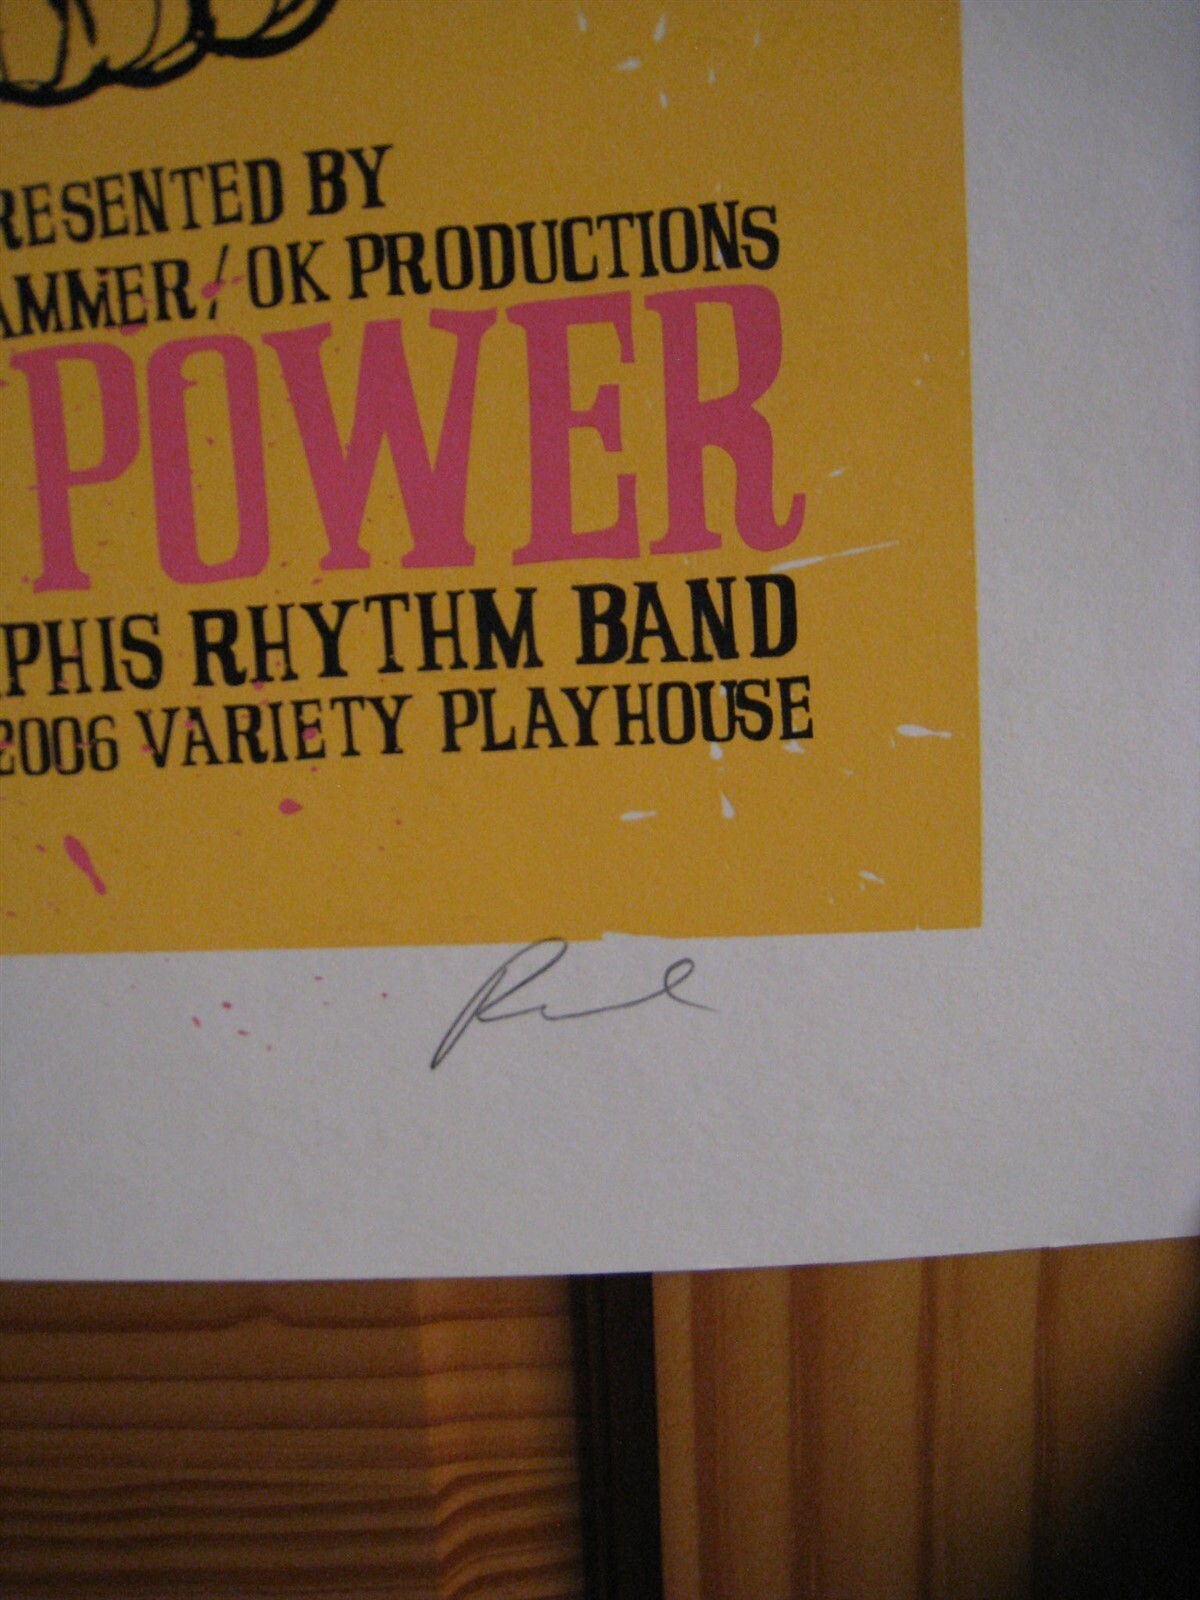 RESENTED BY
AMMER/OK PRODUCTIONS
POWER
PHIS RHYTHM BAND
2006 VARIETY PLAYHOUSE